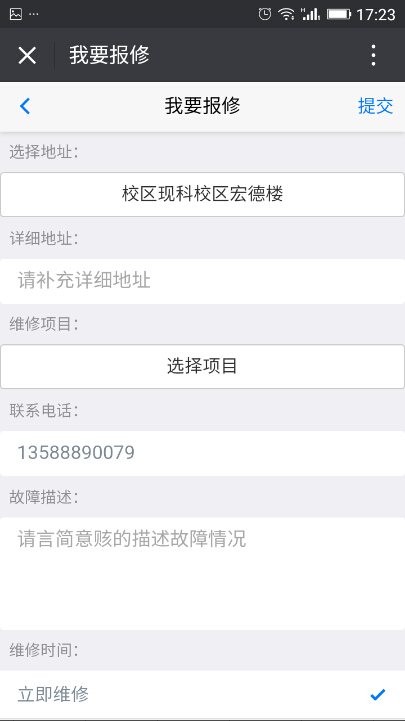 17:23
我要报修
我要报修
提交
选择地址:
校区现科校区宏德楼
详细地址:
请补充详细地址
维修项目:
选择项目
联系电话:
13588890079
故障描述:
请言简意赅的描述故障情况
维修时间:
立即维修